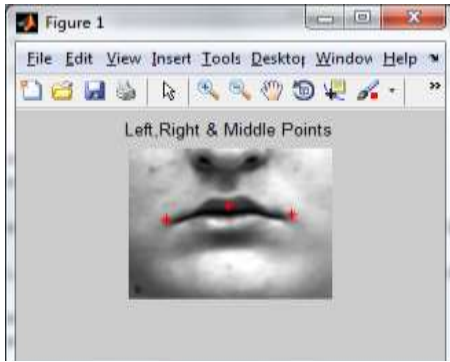 Figure 1
File Edit View Insert Tools Desktop Window Help
Left,Right & Middle Points